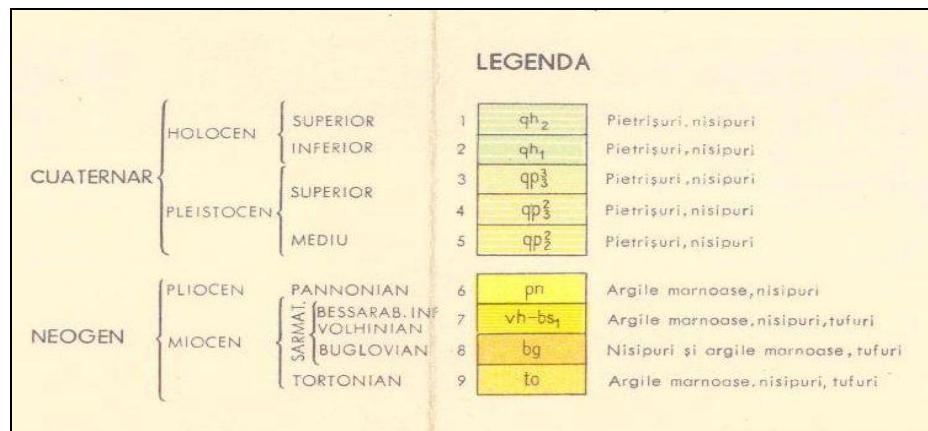 LEGENDA
CUATERNAR
HOLOCEN
SUPERIOR
INFERIOR
PLEISTOCEN
SUPERIOR
MEDIU
1 qh2 Pietrişuri, nisipuri
2 qh1 Pietrişuri, nisipuri
3 qp³₃ Pietrişuri, nisipuri
4 qp²₃ Pietrişuri, nisipuri
5 qp²₂ Pietrişuri, nisipuri
NEOGEN
PLIOCEN
PANNONIAN
MIOCEN
SARMAT.
BESSARAB. INF
VOLHINIAN
BUGLOVIAN
TORTONIAN
6 pn Argile marnoase, nisipuri
7 vh-bs1 Argile marnoase, nisipuri, tufuri
8 bg Nisipuri şi argile marnoase, tufuri
9 to Argile marnoase, nisipuri, tufuri